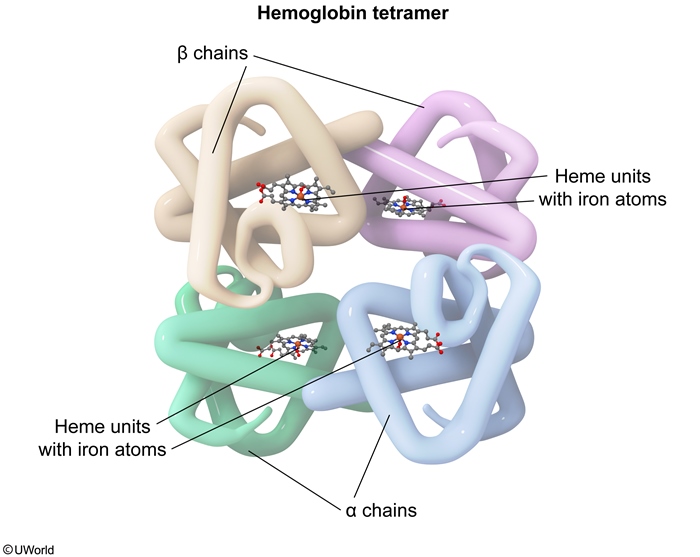 Hemoglobin tetramer
β chains
Heme units
with iron atoms
Heme units
with iron atoms
α chains
©UWorld